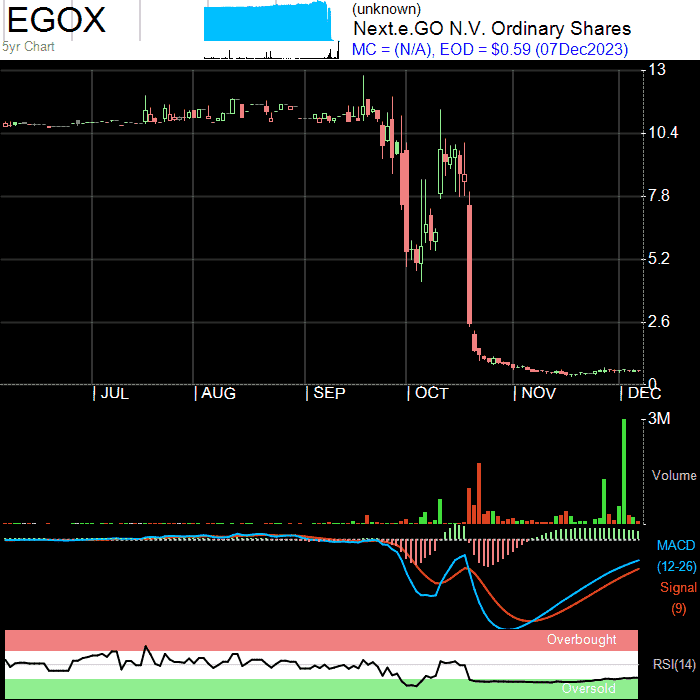 EGOX
5yr Chart
(unknown)
Next.e.GO N.V. Ordinary Shares
MC = (N/A), EOD = $0.59 (07Dec2023)
13
10.4
7.8
5.2
2.6
0
JUL AUG SEP OCT NOV DEC
3M
Volume
MACD
(12-26)
Signal
(9)
Overbought
RSI(14)
Oversold